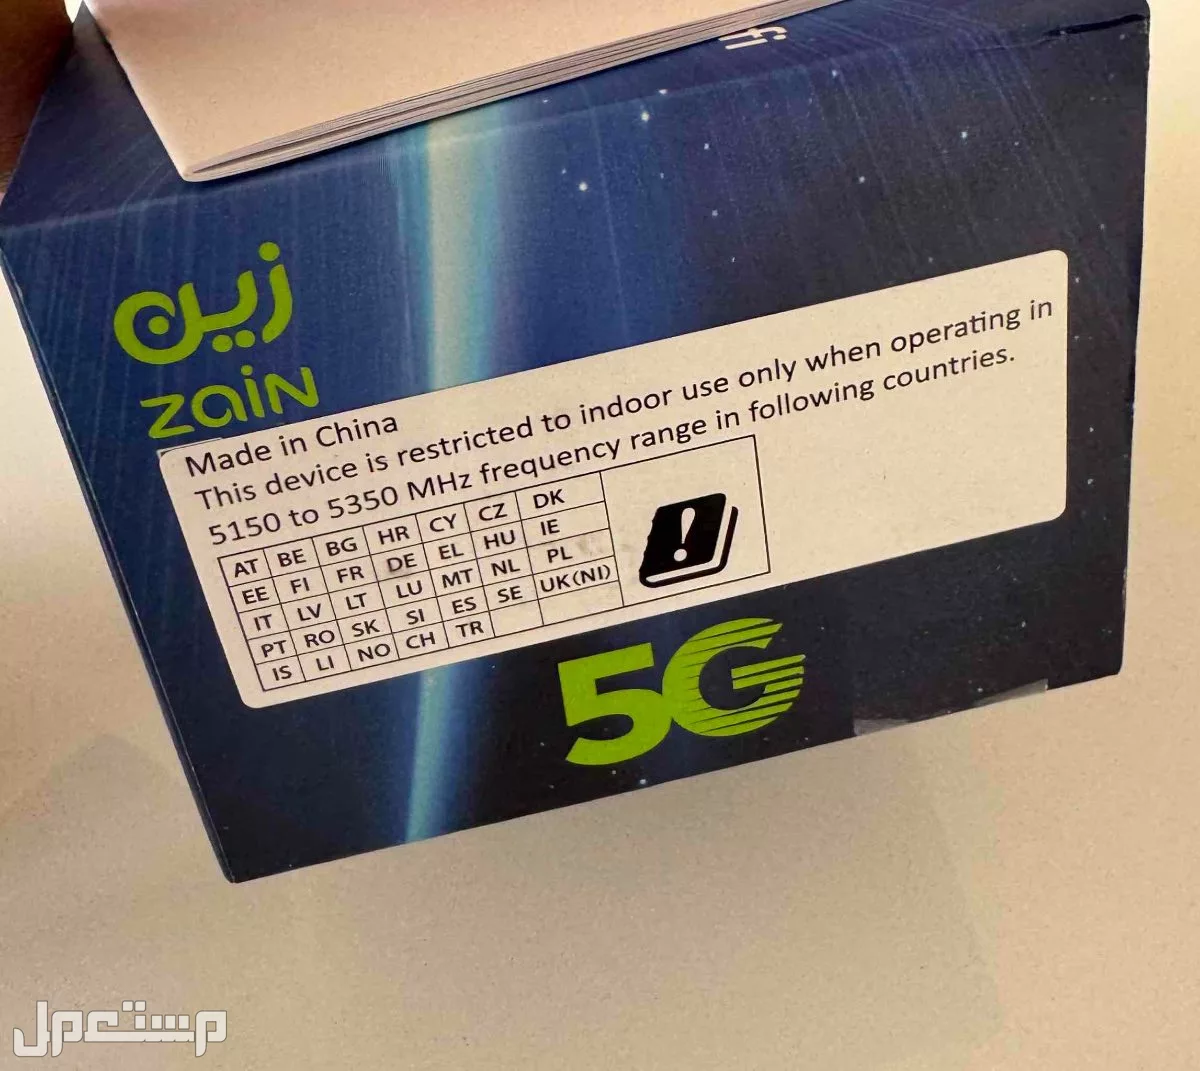 fi
زين
zain
Made in China
This device is restricted to indoor use only when operating in
5150 to 5350 MHz frequency range in following countries.
AT BE BG HR CY CZ DK
EE FI FR DE EL HU IE
IT LV LT LU MT NL PL
PT RO SK SI ES SE UK(NI)
IS LI NO CH TR
!
5G
مستعمل